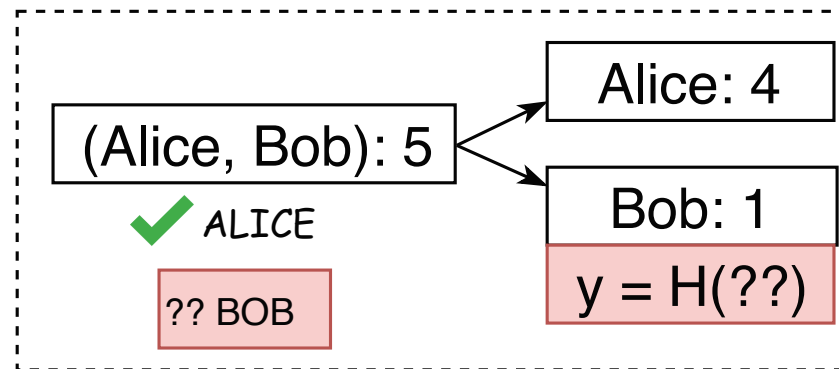 Alice: 4
(Alice, Bob): 5
Bob: 1
ALICE
y = H(??)
?? BOB